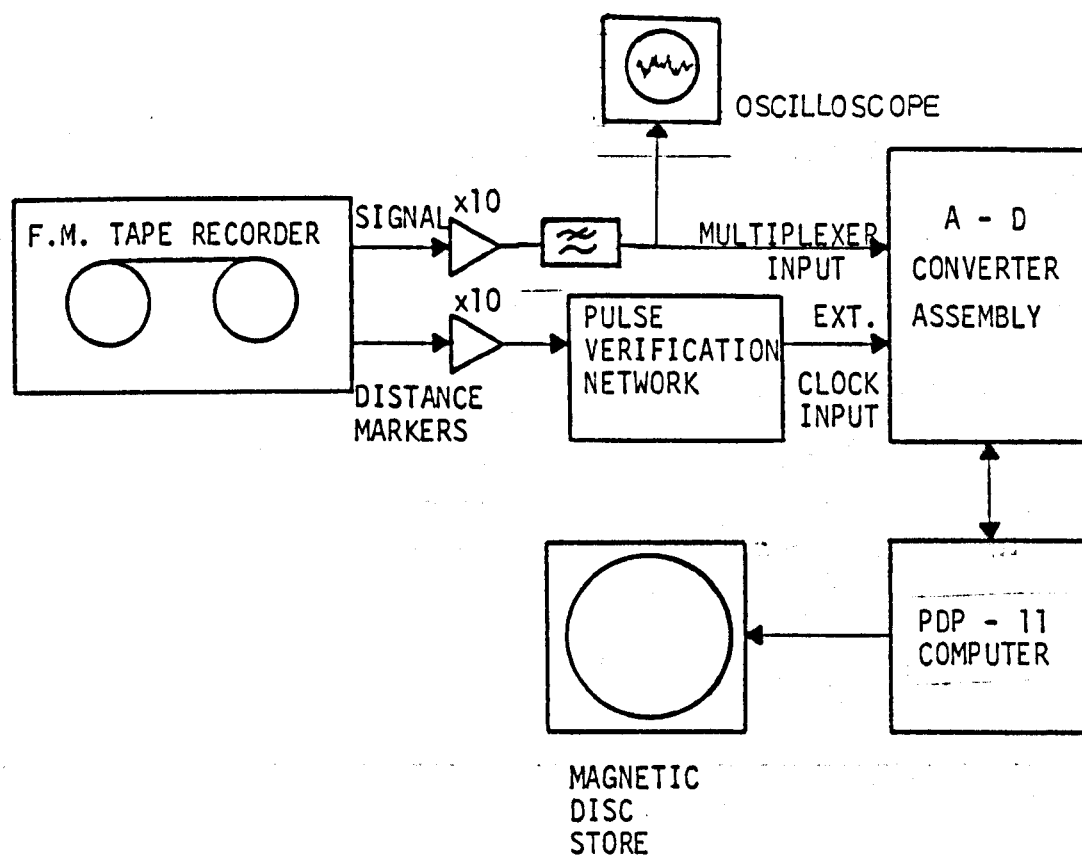 OSCILLOSCOPE
F.M. TAPE RECORDER
SIGNAL
x10
MULTIPLEXER
INPUT
A - D
CONVERTER
ASSEMBLY
DISTANCE
MARKERS
x10
PULSE
VERIFICATION
NETWORK
EXT.
CLOCK
INPUT
MAGNETIC
DISC
STORE
PDP - 11
COMPUTER